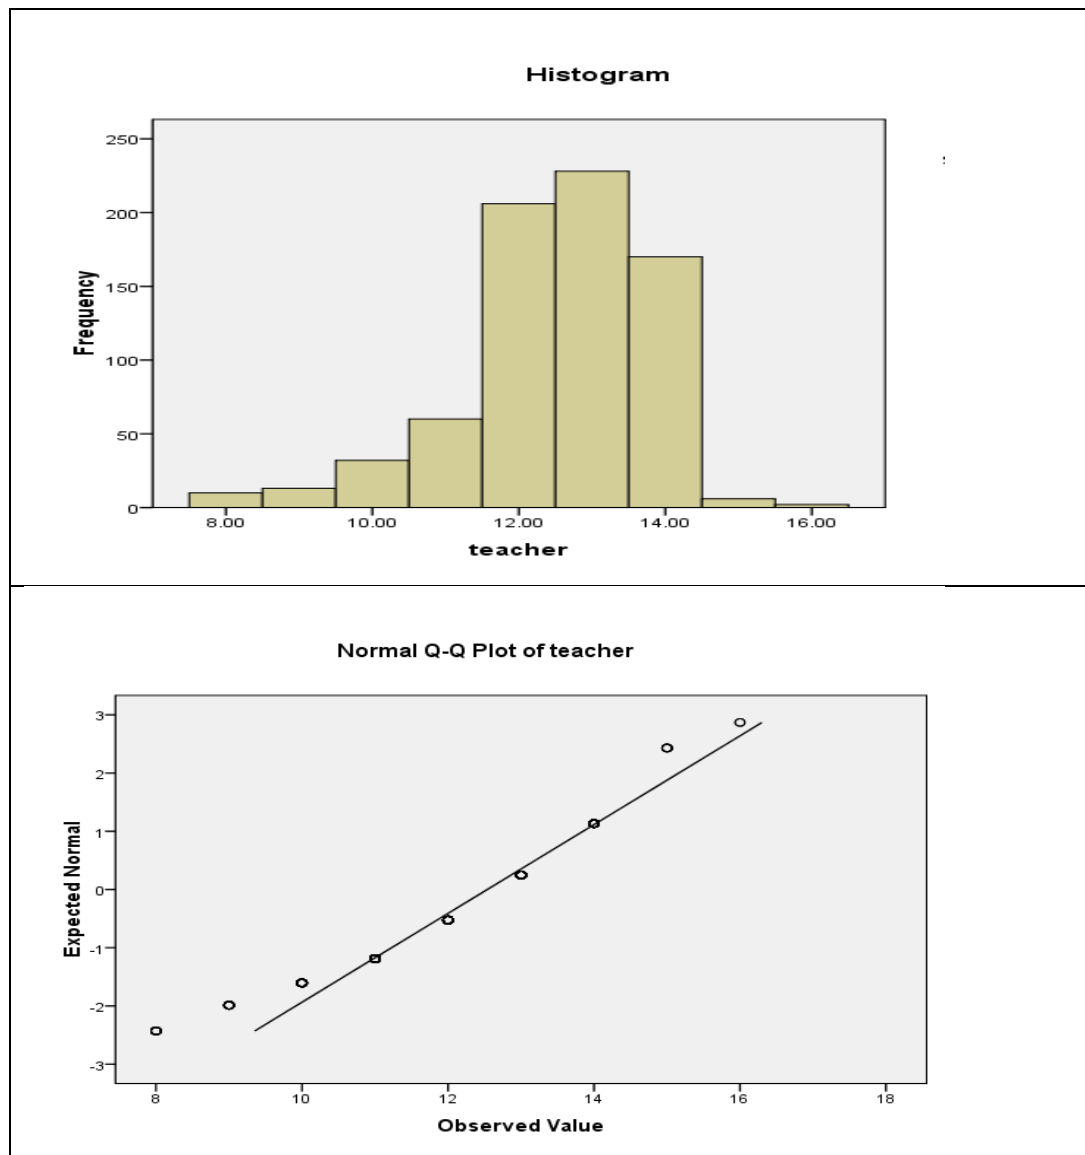 Histogram
250
200
150
100
50
0
Frequency
8.00 10.00 12.00 14.00 16.00
teacher
Normal Q-Q Plot of teacher
3
2
1
0
-1
-2
-3
Expected Normal
8 10 12 14 16 18
Observed Value